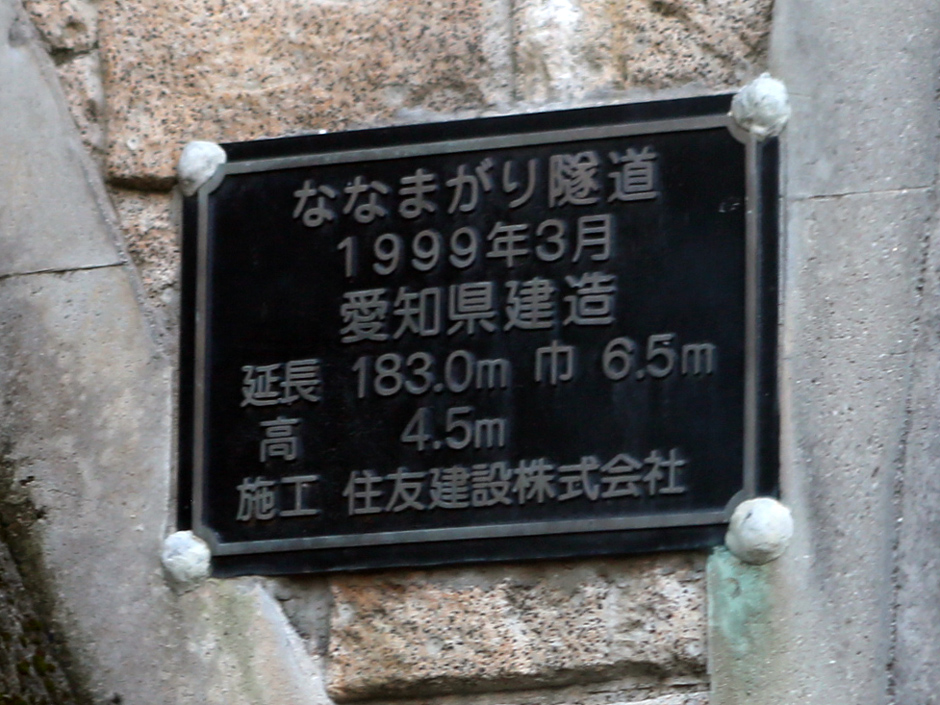 ななまがり隧道
1999年3月
愛知県建造
延長 183.0m 巾 6.5m
高 4.5m
施工 住友建設株式会社